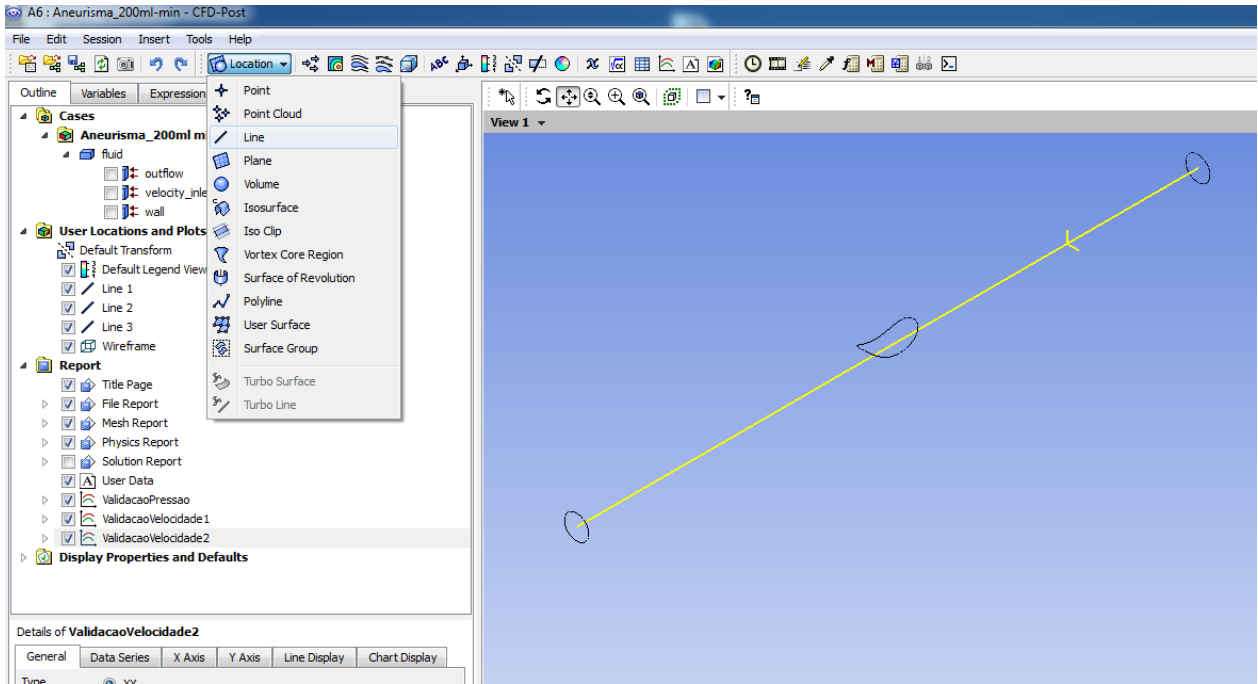 A6 : Aneurisma_200ml-min - CFD-Post
File Edit Session Insert Tools Help
Location
ABC
A
Outline Variables Expression
Cases
Aneurisma_200ml m
fluid
outflow
velocity_inle
wall
User Locations and Plots
Default Transform
Default Legend View
Line 1
Line 2
Line 3
Wireframe
Report
Title Page
File Report
Mesh Report
Physics Report
Solution Report
A User Data
ValidacaoPressao
ValidacaoVelocidade1
ValidacaoVelocidade2
Display Properties and Defaults
Point
Point Cloud
Line
Plane
Volume
Isosurface
Iso Clip
Vortex Core Region
Surface of Revolution
Polyline
User Surface
Surface Group
Turbo Surface
Turbo Line
View 1
Details of ValidacaoVelocidade2
General Data Series X Axis Y Axis Line Display Chart Display
Type XY